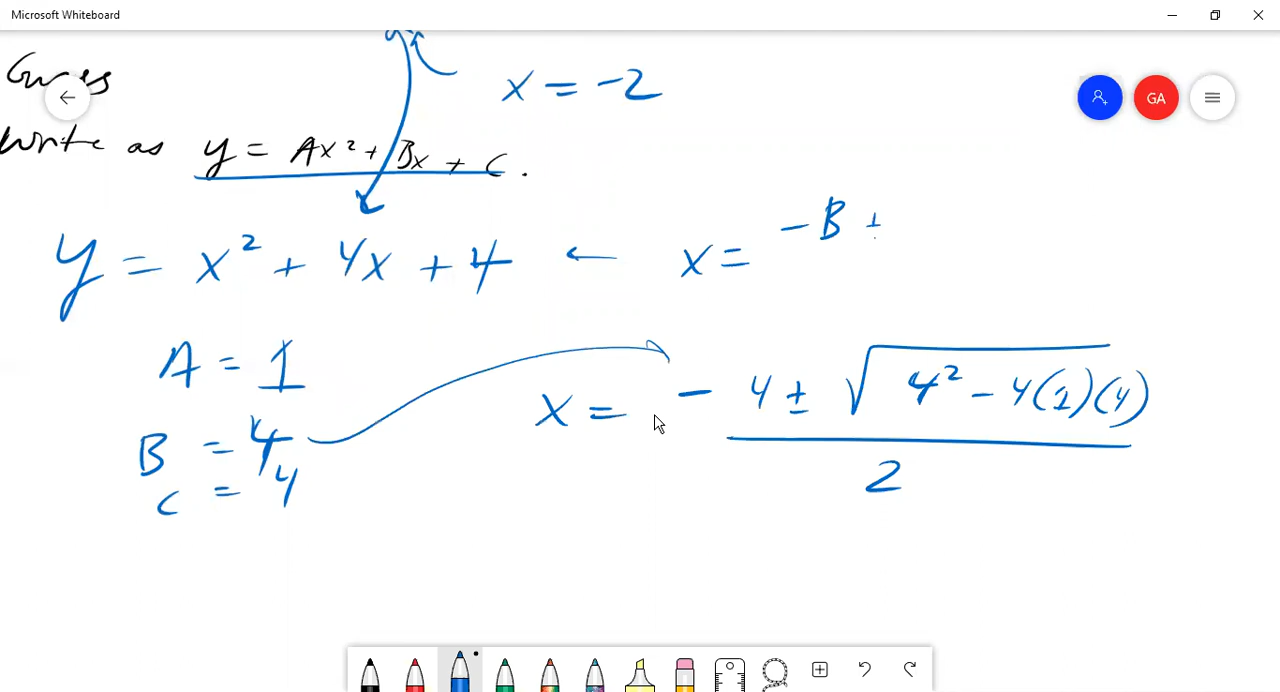 Microsoft Whiteboard
Guess
x = -2
GA
Write as y = Ax² + Bx + C.
y = x² + 4x + 4 ← x = -B ±
A = 1
x = -4 ± √(4² - 4(1)(4))
B = 4
2
C = 4